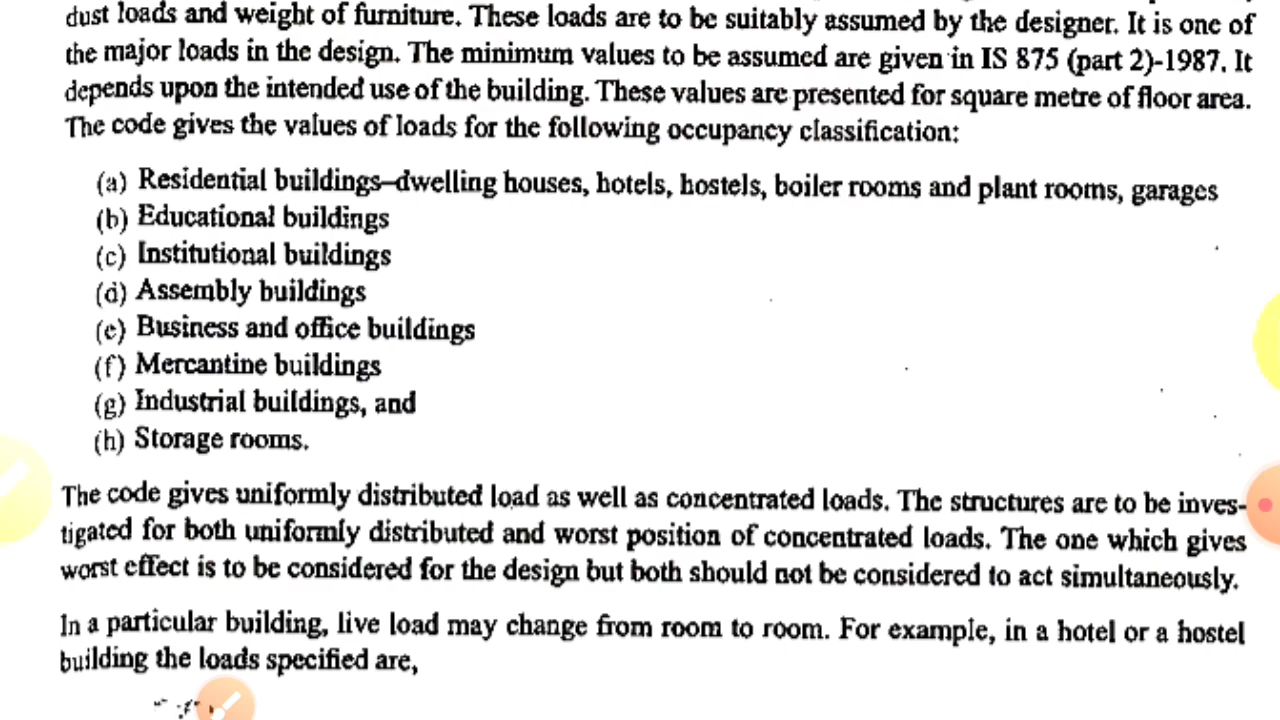 dust loads and weight of furniture. These loads are to be suitably assumed by the designer. It is one of
the major loads in the design. The minimum values to be assumed are given in IS 875 (part 2)-1987. It
depends upon the intended use of the building. These values are presented for square metre of floor area.
The code gives the values of loads for the following occupancy classification:
(a) Residential buildings–dwelling houses, hotels, hostels, boiler rooms and plant rooms, garages
(b) Educational buildings
(c) Institutional buildings
(d) Assembly buildings
(e) Business and office buildings
(f) Mercantine buildings
(g) Industrial buildings, and
(h) Storage rooms.
The code gives uniformly distributed load as well as concentrated loads. The structures are to be inves-
tigated for both uniformly distributed and worst position of concentrated loads. The one which gives
worst effect is to be considered for the design but both should not be considered to act simultaneously.
In a particular building, live load may change from room to room. For example, in a hotel or a hostel
building the loads specified are,